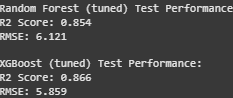 Random Forest (tuned) Test Performance
R2 Score: 0.854
RMSE: 6.121
XGBoost (tuned) Test Performance:
R2 Score: 0.866
RMSE: 5.859